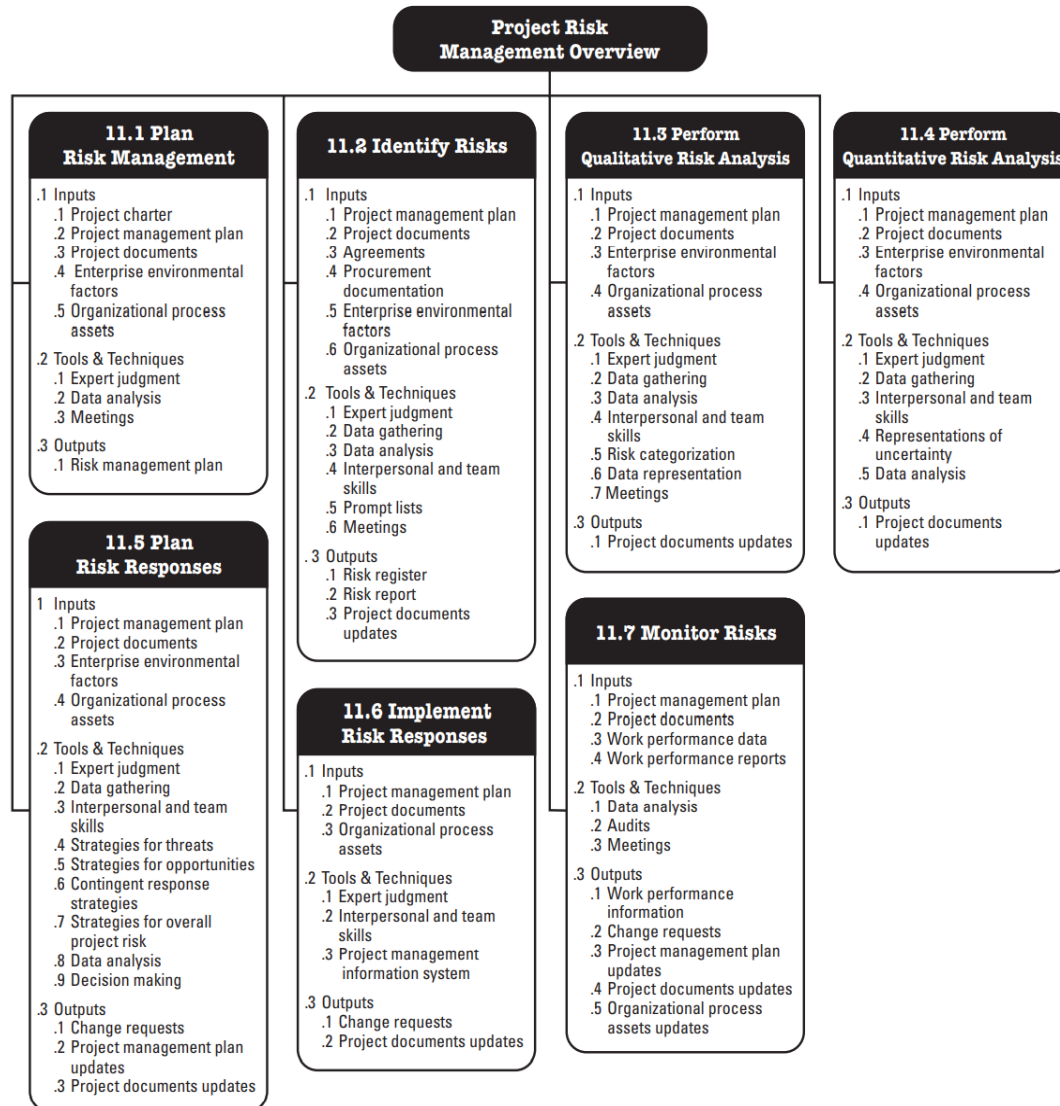 Project Risk
Management Overview
11.1 Plan
Risk Management
.1 Inputs
.1 Project charter
.2 Project management plan
.3 Project documents
.4 Enterprise environmental
factors
.5 Organizational process
assets
.2 Tools & Techniques
.1 Expert judgment
.2 Data analysis
.3 Meetings
.3 Outputs
.1 Risk management plan
11.2 Identify Risks
.1 Inputs
.1 Project management plan
.2 Project documents
.3 Agreements
.4 Procurement
documentation
.5 Enterprise environmental
factors
.6 Organizational process
assets
.2 Tools & Techniques
.1 Expert judgment
.2 Data gathering
.3 Data analysis
.4 Interpersonal and team
skills
.5 Prompt lists
.6 Meetings
. 3 Outputs
.1 Risk register
.2 Risk report
.3 Project documents
updates
11.3 Perform
Qualitative Risk Analysis
.1 Inputs
.1 Project management plan
.2 Project documents
.3 Enterprise environmental
factors
.4 Organizational process
assets
.2 Tools & Techniques
.1 Expert judgment
.2 Data gathering
.3 Data analysis
.4 Interpersonal and team
skills
.5 Risk categorization
.6 Data representation
.7 Meetings
.3 Outputs
.1 Project documents updates
11.4 Perform
Quantitative Risk Analysis
.1 Inputs
.1 Project management plan
.2 Project documents
.3 Enterprise environmental
factors
.4 Organizational process
assets
.2 Tools & Techniques
.1 Expert judgment
.2 Data gathering
.3 Interpersonal and team
skills
.4 Representations of
uncertainty
.5 Data analysis
.3 Outputs
.1 Project documents
updates
11.5 Plan
Risk Responses
1 Inputs
.1 Project management plan
.2 Project documents
.3 Enterprise environmental
factors
.4 Organizational process
assets
.2 Tools & Techniques
.1 Expert judgment
.2 Data gathering
.3 Interpersonal and team
skills
.4 Strategies for threats
.5 Strategies for opportunities
.6 Contingent response
strategies
.7 Strategies for overall
project risk
.8 Data analysis
.9 Decision making
.3 Outputs
.1 Change requests
.2 Project management plan
updates
.3 Project documents updates
11.6 Implement
Risk Responses
.1 Inputs
.1 Project management plan
.2 Project documents
.3 Organizational process
assets
.2 Tools & Techniques
.1 Expert judgment
.2 Interpersonal and team
skills
.3 Project management
information system
.3 Outputs
.1 Change requests
.2 Project documents updates
11.7 Monitor Risks
.1 Inputs
.1 Project management plan
.2 Project documents
.3 Work performance data
.4 Work performance reports
.2 Tools & Techniques
.1 Data analysis
.2 Audits
.3 Meetings
.3 Outputs
.1 Work performance
information
.2 Change requests
.3 Project management plan
updates
.4 Project documents updates
.5 Organizational process
assets updates